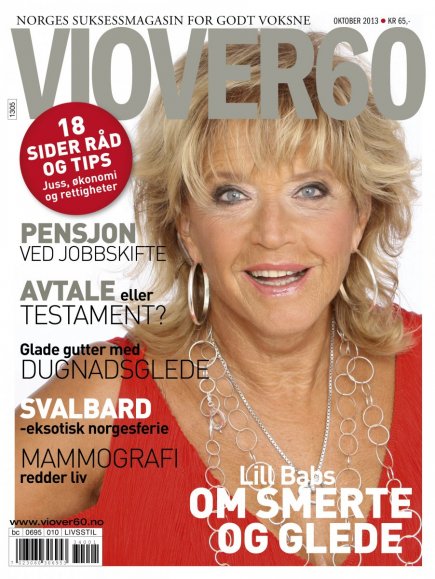 NORGES SUKSESSMAGASIN FOR GODT VOKSNE
OKTOBER 2013 ● KR 65,-
VIOVER60
1305
18
SIDER RÅD
OG TIPS
Juss, økonomi
og rettigheter
PENSJON
VED JOBBSKIFTE
AVTALE eller
TESTAMENT?
Glade gutter med
DUGNADSGLEDE
SVALBARD
-eksotisk norgesferie
MAMMOGRAFI
redder liv
Lill Babs
OM SMERTE
OG GLEDE
www.viover60.no
bc 0695 010 LIVSSTIL
14001